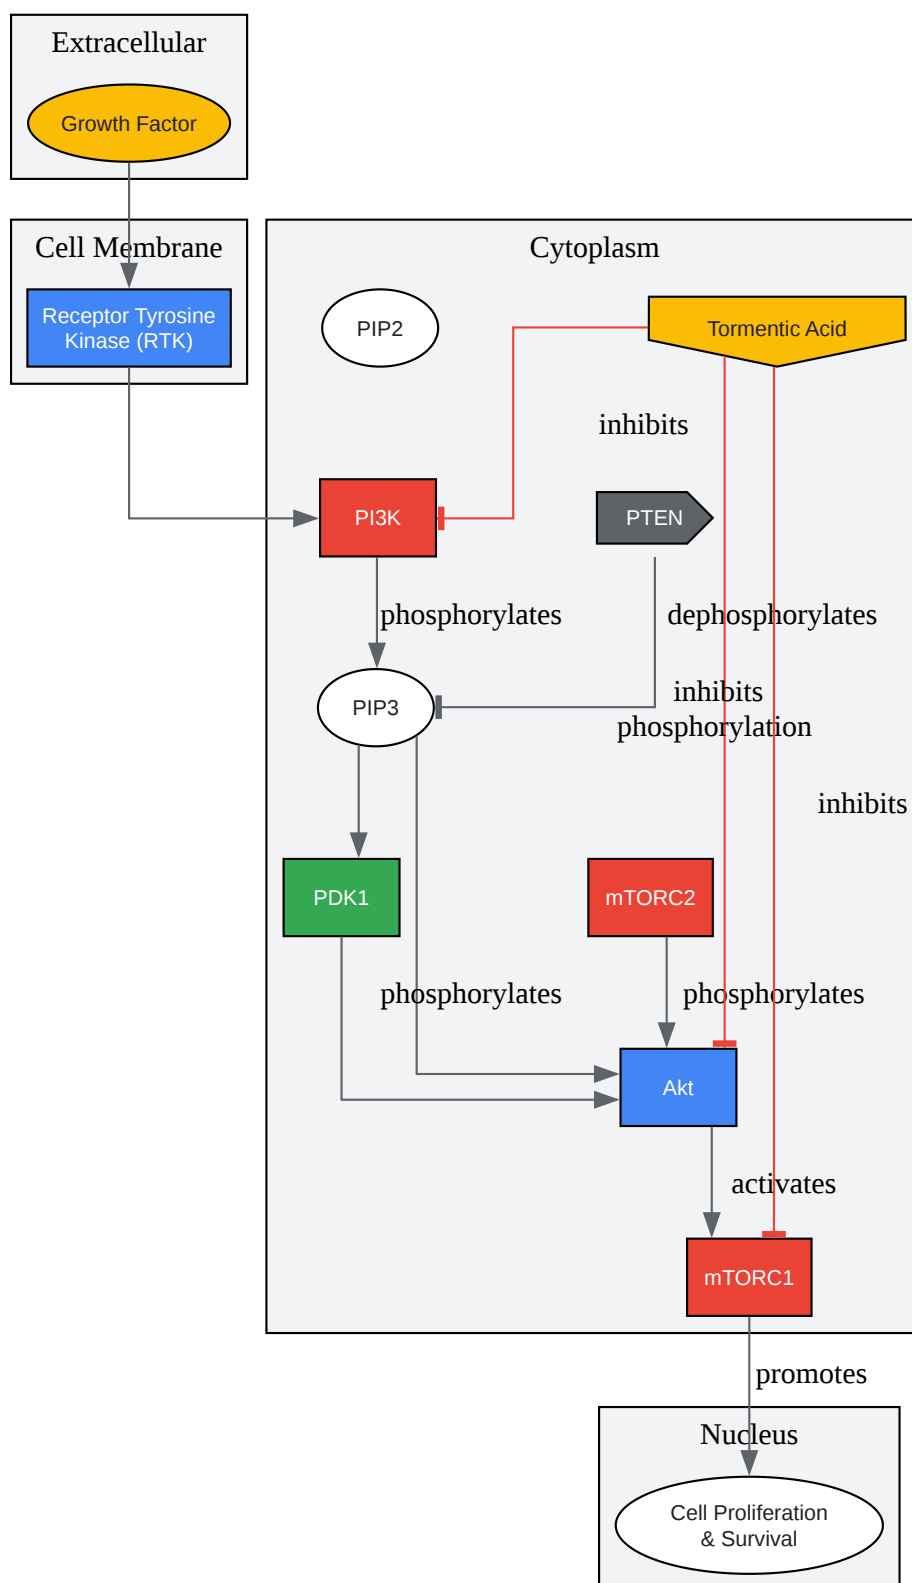 Extracellular
Growth Factor
Cell Membrane
Receptor Tyrosine
Kinase (RTK)
Cytoplasm
PIP2
Tormentic Acid
inhibits
PI3K
PTEN
phosphorylates
dephosphorylates
inhibits
phosphorylation
PIP3
inhibits
PDK1
mTORC2
phosphorylates
phosphorylates
Akt
activates
mTORC1
promotes
Nucleus
Cell Proliferation
& Survival